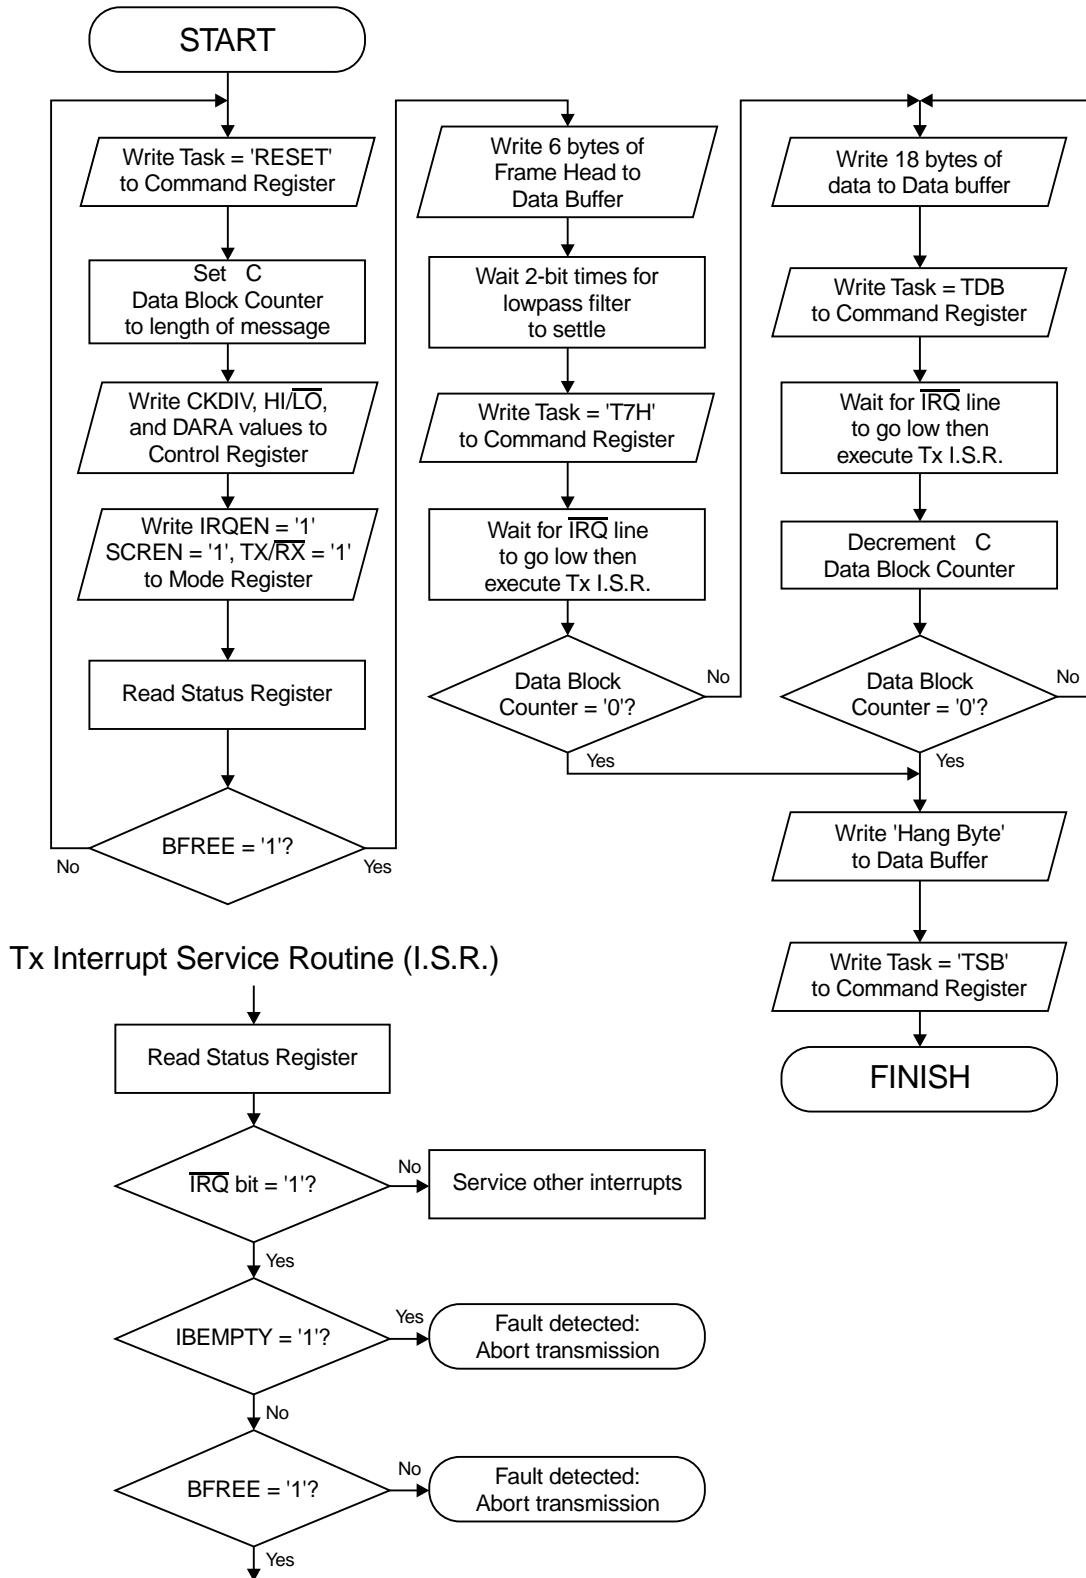 START
Write Task = 'RESET'
to Command Register
Set C
Data Block Counter
to length of message
Write CKDIV, HI/L̅O̅,
and DARA values to
Control Register
Write IRQEN = '1'
SCREN = '1', TX/R̅X̅ = '1'
to Mode Register
Read Status Register
BFREE = '1'?
No
Yes
Write 6 bytes of
Frame Head to
Data Buffer
Wait 2-bit times for
lowpass filter
to settle
Write Task = 'T7H'
to Command Register
Wait for I̅R̅Q̅ line
to go low then
execute Tx I.S.R.
Data Block
Counter = '0'?
No
Yes
Write 18 bytes of
data to Data buffer
Write Task = TDB
to Command Register
Wait for I̅R̅Q̅ line
to go low then
execute Tx I.S.R.
Decrement C
Data Block Counter
Data Block
Counter = '0'?
No
Yes
Write 'Hang Byte'
to Data Buffer
Write Task = 'TSB'
to Command Register
FINISH
Tx Interrupt Service Routine (I.S.R.)
Read Status Register
I̅R̅Q̅ bit = '1'?
No
Service other interrupts
Yes
IBEMPTY = '1'?
Yes
Fault detected:
Abort transmission
No
BFREE = '1'?
No
Fault detected:
Abort transmission
Yes